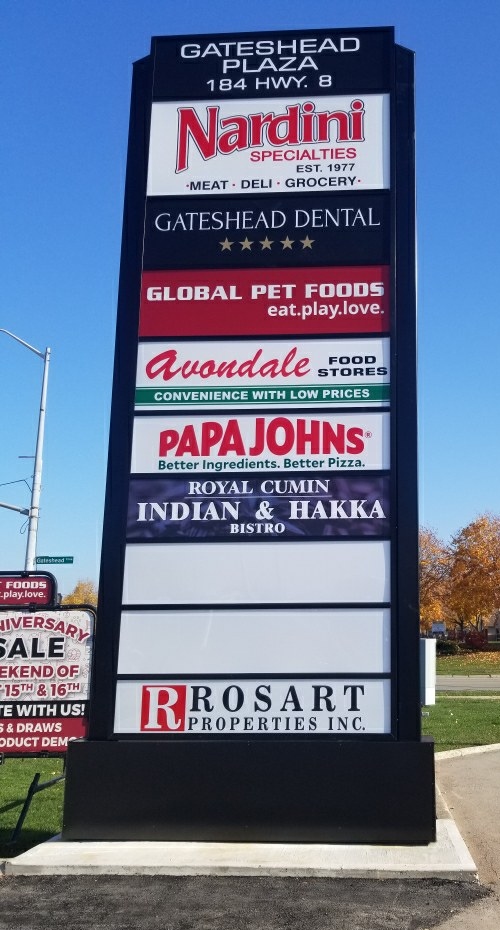 GATESHEAD
PLAZA
184 HWY. 8
Nardini
SPECIALTIES
EST. 1977
·MEAT · DELI · GROCERY·
GATESHEAD DENTAL
★★★★★
GLOBAL PET FOODS
eat.play.love.
Avondale FOOD
STORES
CONVENIENCE WITH LOW PRICES
PAPA JOHNS®
Better Ingredients. Better Pizza.
ROYAL CUMIN
INDIAN & HAKKA
BISTRO
R ROSART
PROPERTIES INC.
Gateshead
FOODS
.play.love.
NIVERSARY
SALE
EKEND OF
15TH & 16TH
TE WITH US!
S & DRAWS
ODUCT DEMO